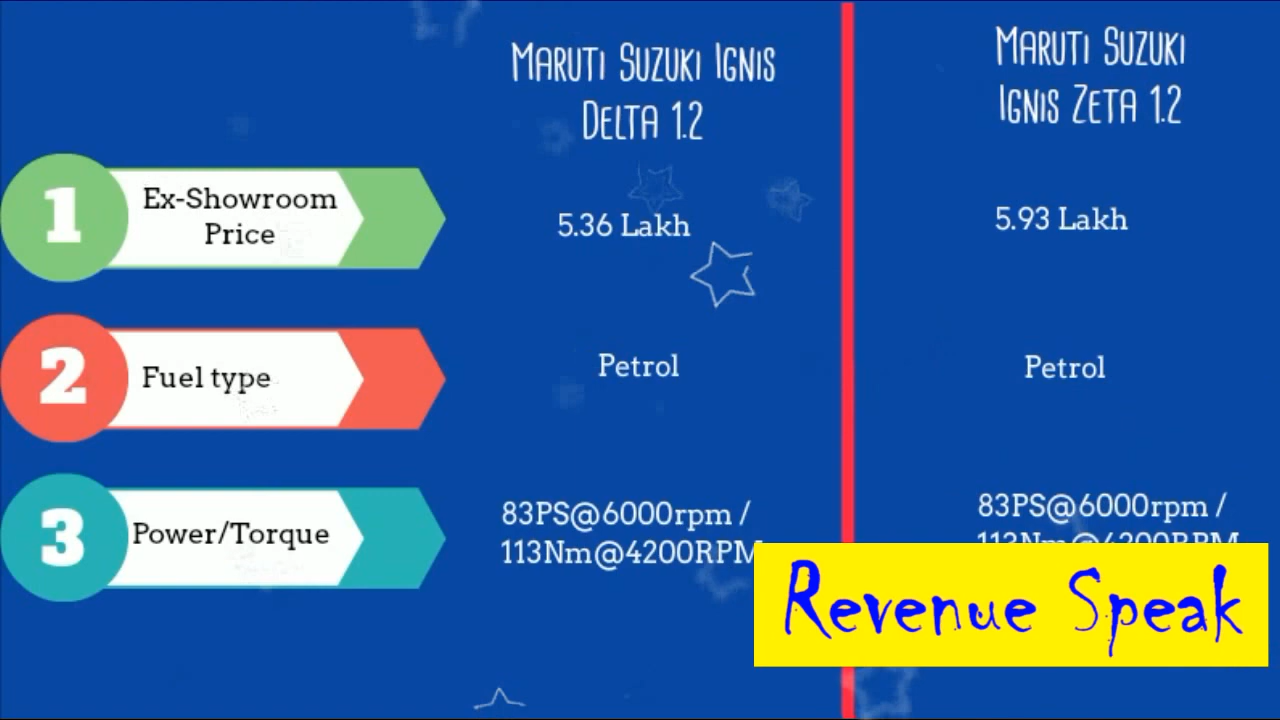 Maruti Suzuki Ignis
Delta 1.2
Maruti Suzuki
Ignis Zeta 1.2
1
Ex-Showroom
Price
5.36 Lakh
5.93 Lakh
2
Fuel type
Petrol
Petrol
3
Power/Torque
83PS@6000rpm /
113Nm@4200RPM
83PS@6000rpm /
113Nm@4200RPM
Revenue Speak